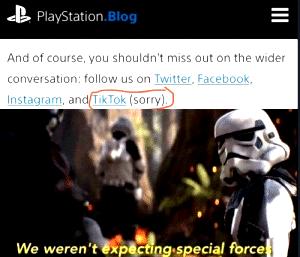 PlayStation.Blog
And of course, you shouldn't miss out on the wider
conversation: follow us on Twitter, Facebook,
Instagram, and TikTok (sorry).
We weren't expecting special forces